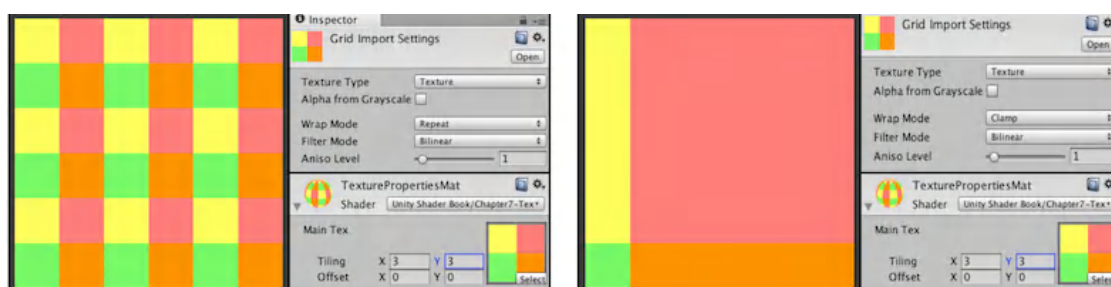 Inspector
Grid Import Settings
Open
Texture Type Texture
Alpha from Grayscale
Wrap Mode Repeat
Filter Mode Bilinear
Aniso Level 1
TexturePropertiesMat
Shader Unity Shader Book/Chapter7-Tex
Main Tex
Tiling X 3 Y 3
Offset X 0 Y 0
Select
Grid Import Settings
Open
Texture Type Texture
Alpha from Grayscale
Wrap Mode Clamp
Filter Mode Bilinear
Aniso Level 1
TexturePropertiesMat
Shader Unity Shader Book/Chapter7-Tex
Main Tex
Tiling X 3 Y 3
Offset X 0 Y 0